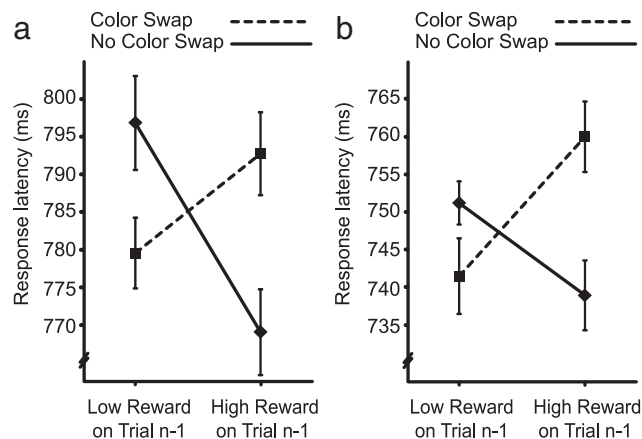 a
Color Swap
No Color Swap
Response latency (ms)
800
795
790
785
780
775
770
Low Reward on Trial n-1
High Reward on Trial n-1
b
Color Swap
No Color Swap
Response latency (ms)
765
760
755
750
745
740
735
Low Reward on Trial n-1
High Reward on Trial n-1